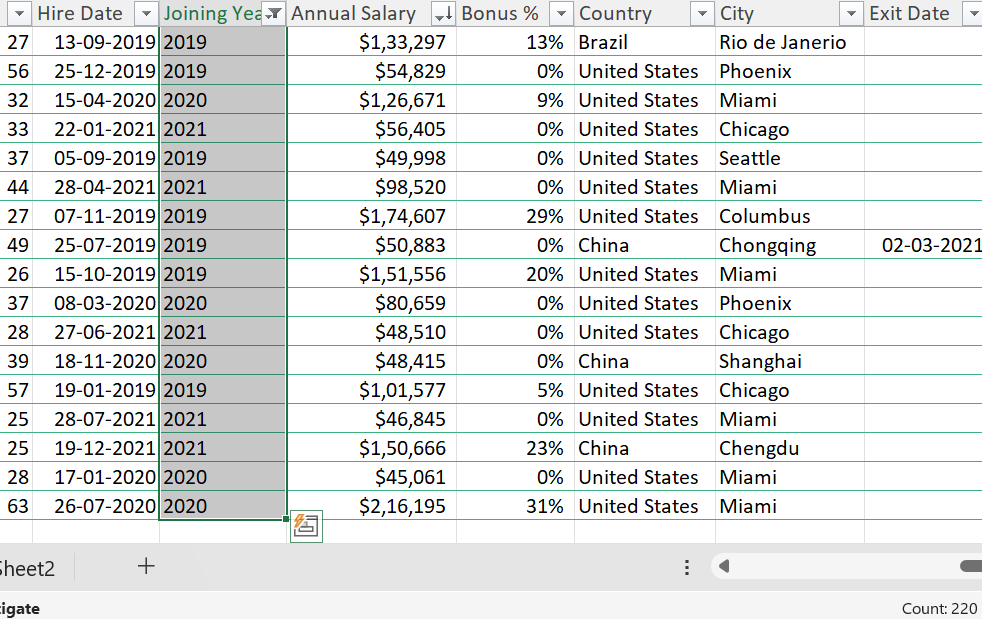 Hire Date Joining Yea Annual Salary Bonus % Country City Exit Date
27 13-09-2019 2019 $1,33,297 13% Brazil Rio de Janerio
56 25-12-2019 2019 $54,829 0% United States Phoenix
32 15-04-2020 2020 $1,26,671 9% United States Miami
33 22-01-2021 2021 $56,405 0% United States Chicago
37 05-09-2019 2019 $49,998 0% United States Seattle
44 28-04-2021 2021 $98,520 0% United States Miami
27 07-11-2019 2019 $1,74,607 29% United States Columbus
49 25-07-2019 2019 $50,883 0% China Chongqing 02-03-2021
26 15-10-2019 2019 $1,51,556 20% United States Miami
37 08-03-2020 2020 $80,659 0% United States Phoenix
28 27-06-2021 2021 $48,510 0% United States Chicago
39 18-11-2020 2020 $48,415 0% China Shanghai
57 19-01-2019 2019 $1,01,577 5% United States Chicago
25 28-07-2021 2021 $46,845 0% United States Miami
25 19-12-2021 2021 $1,50,666 23% China Chengdu
28 17-01-2020 2020 $45,061 0% United States Miami
63 26-07-2020 2020 $2,16,195 31% United States Miami
Sheet2
tigate Count: 220